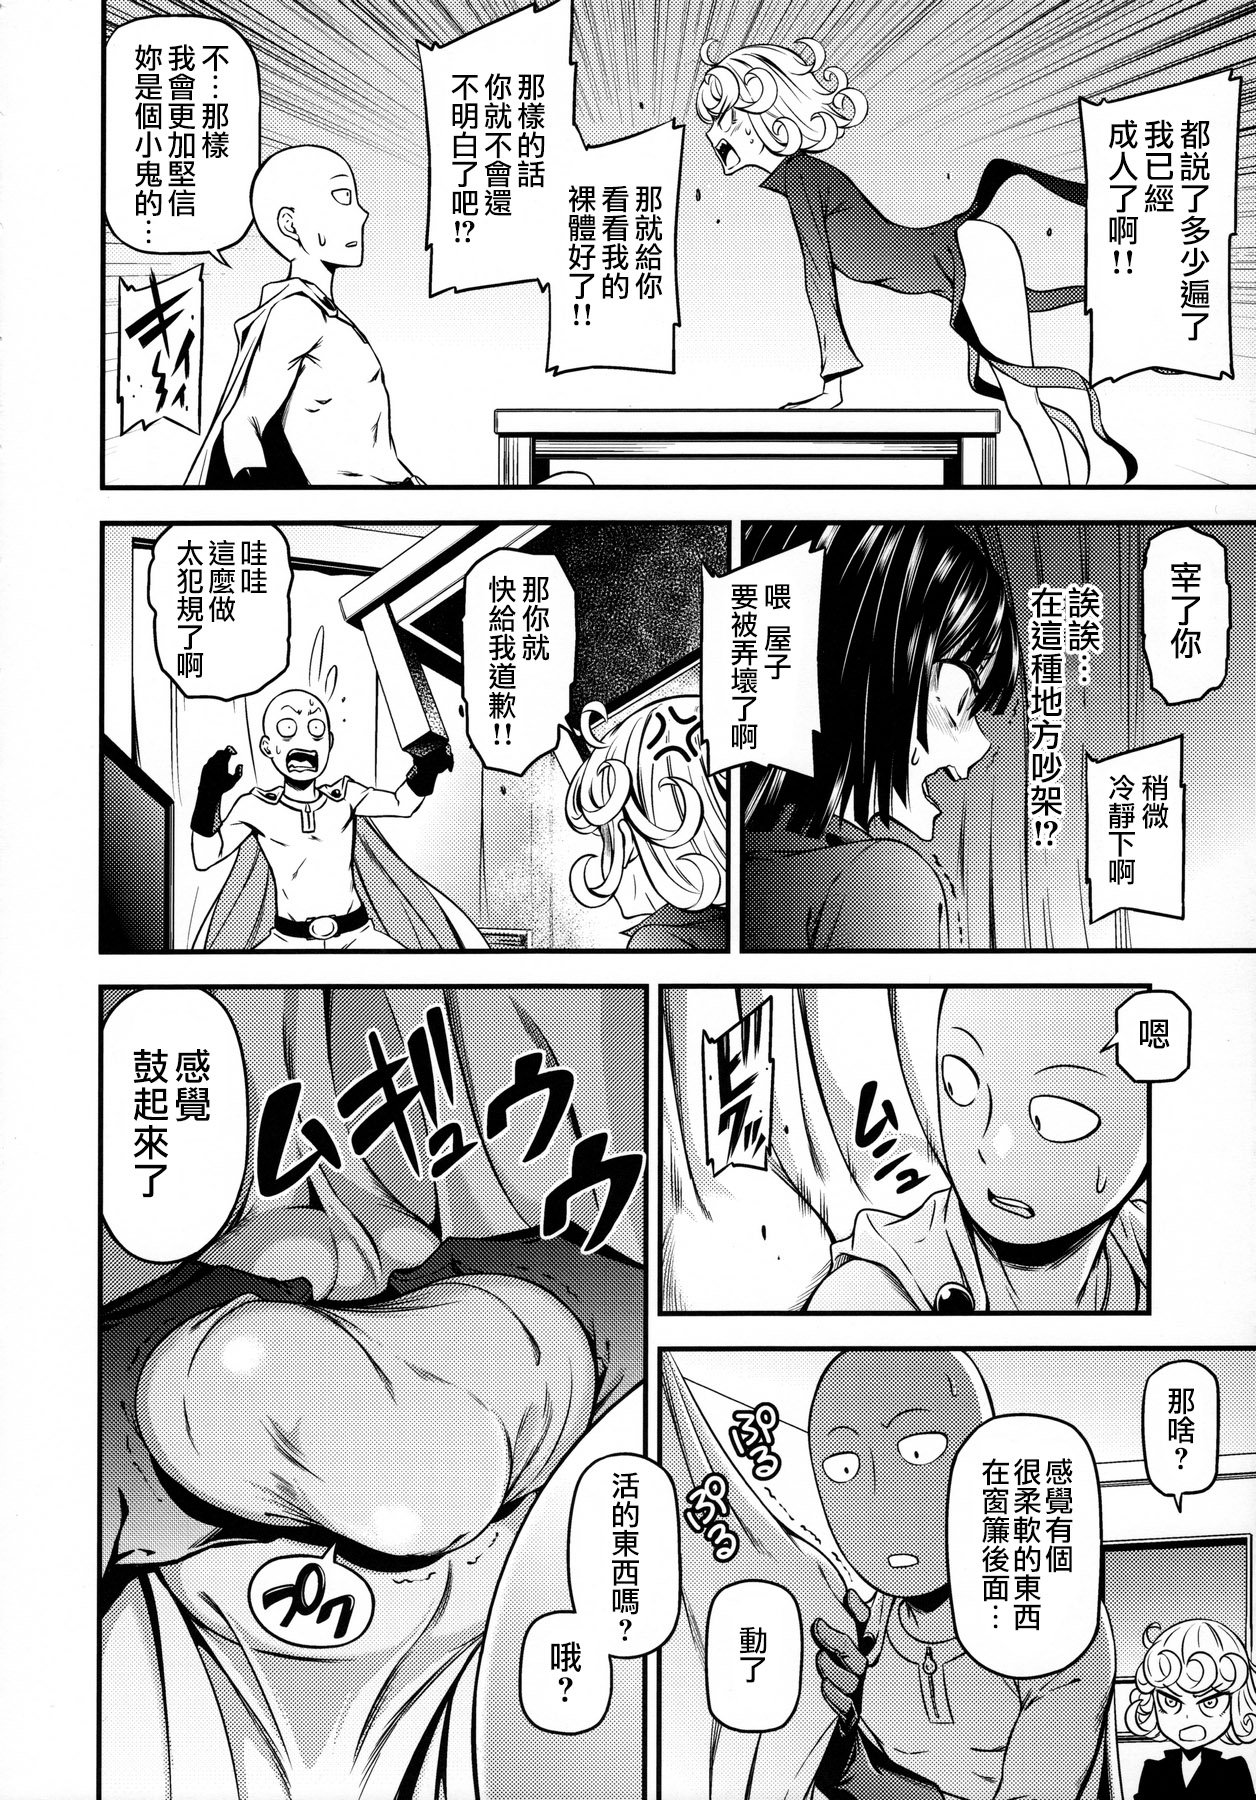 都說了多少遍了
我已經
成人了啊!!
那就給你
看看我的
裸體好了!!
那樣的話
你就不會還
不明白了吧!?
不…那樣
我會更加堅信
妳是個小鬼的…
キィィ
宰了你
誒誒…
在這種地方吵架!?
稍微
冷靜下啊
喂 屋子
要被弄壞了啊
那你就
快給我道歉!!
哇哇
這麼做
太犯規了啊
嗯
ムニュ
ビクッ
感覺
鼓起來了
ムギュウウ
プク
那啥?
感覺有個
很柔軟的東西
在窗簾後面…
ぷる
ぷる
動了
活的東西嗎?
哦?